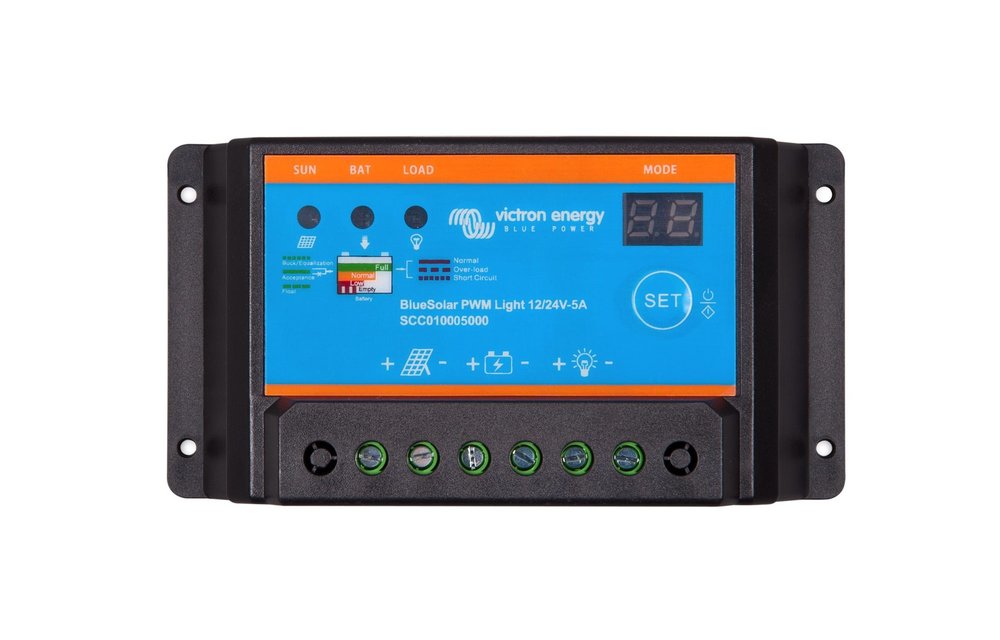 SUN BAT LOAD MODE
victron energy
BLUE POWER
Buck/Equalization
Acceptance
Float
Full
Normal
Low
Empty
Battery
Normal
Over-load
Short Circuit
SET
BlueSolar PWM Light 12/24V-5A
SCC010005000
+ - + - + -